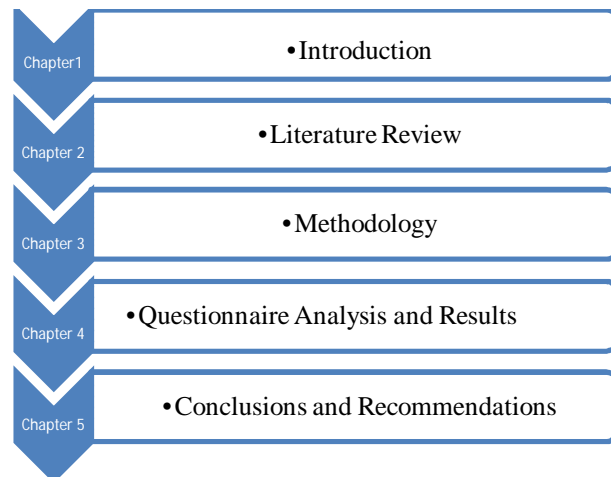 Chapter1
•Introduction
Chapter 2
•Literature Review
Chapter 3
•Methodology
Chapter 4
•Questionnaire Analysis and Results
Chapter 5
•Conclusions and Recommendations